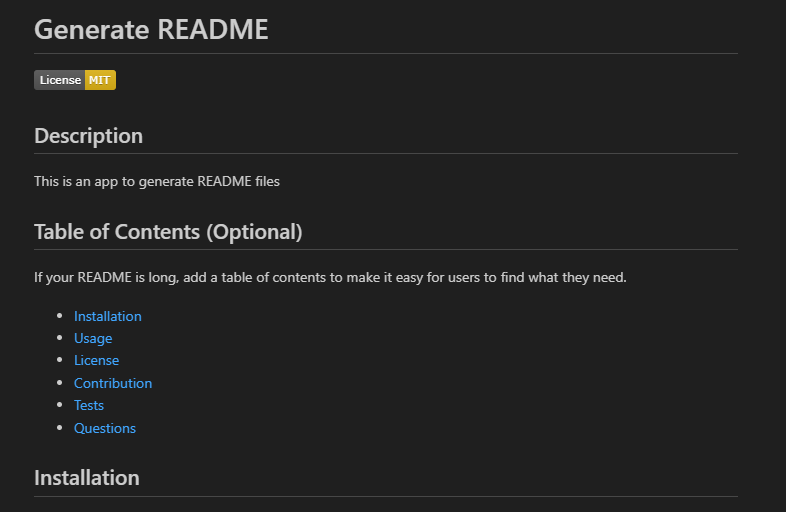 Generate README
License MIT
Description
This is an app to generate README files
Table of Contents (Optional)
If your README is long, add a table of contents to make it easy for users to find what they need.
Installation
Usage
License
Contribution
Tests
Questions
Installation